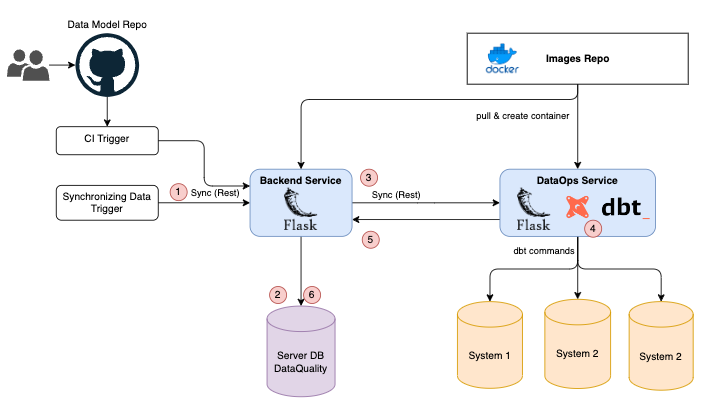 Data Model Repo
docker
Images Repo
pull & create container
CI Trigger
Synchronizing Data
Trigger
1
Sync (Rest)
Backend Service
Flask
3
Sync (Rest)
5
DataOps Service
Flask
dbt_
4
dbt commands
2
6
Server DB
DataQuality
System 1
System 2
System 2